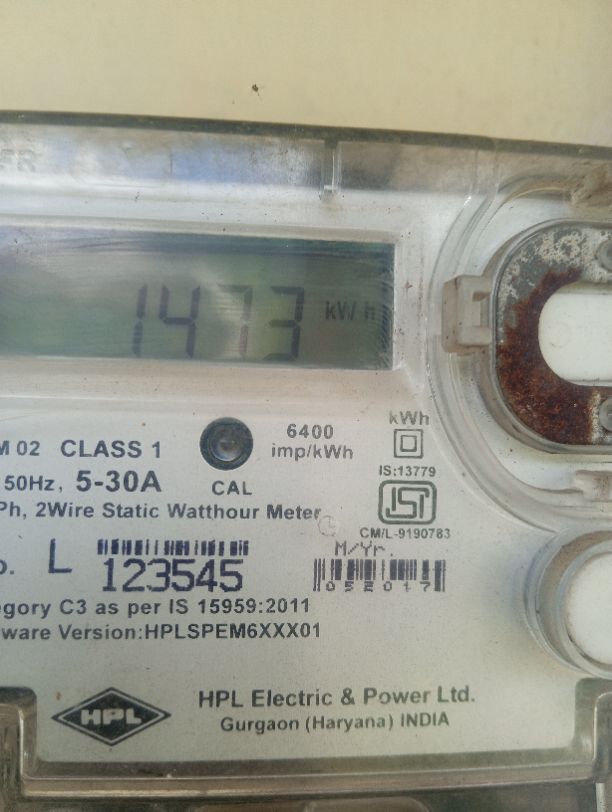 1473 kW h
6400
imp/kWh
kWh
M 02 CLASS 1
50Hz, 5-30A
CAL
IS:13779
ISI
Ph, 2Wire Static Watthour Meter
CM/L-9190783
M/Yr.
L
123545
052017
egory C3 as per IS 15959:2011
ware Version:HPLSPEM6XXX01
HPL
HPL Electric & Power Ltd.
Gurgaon (Haryana) INDIA